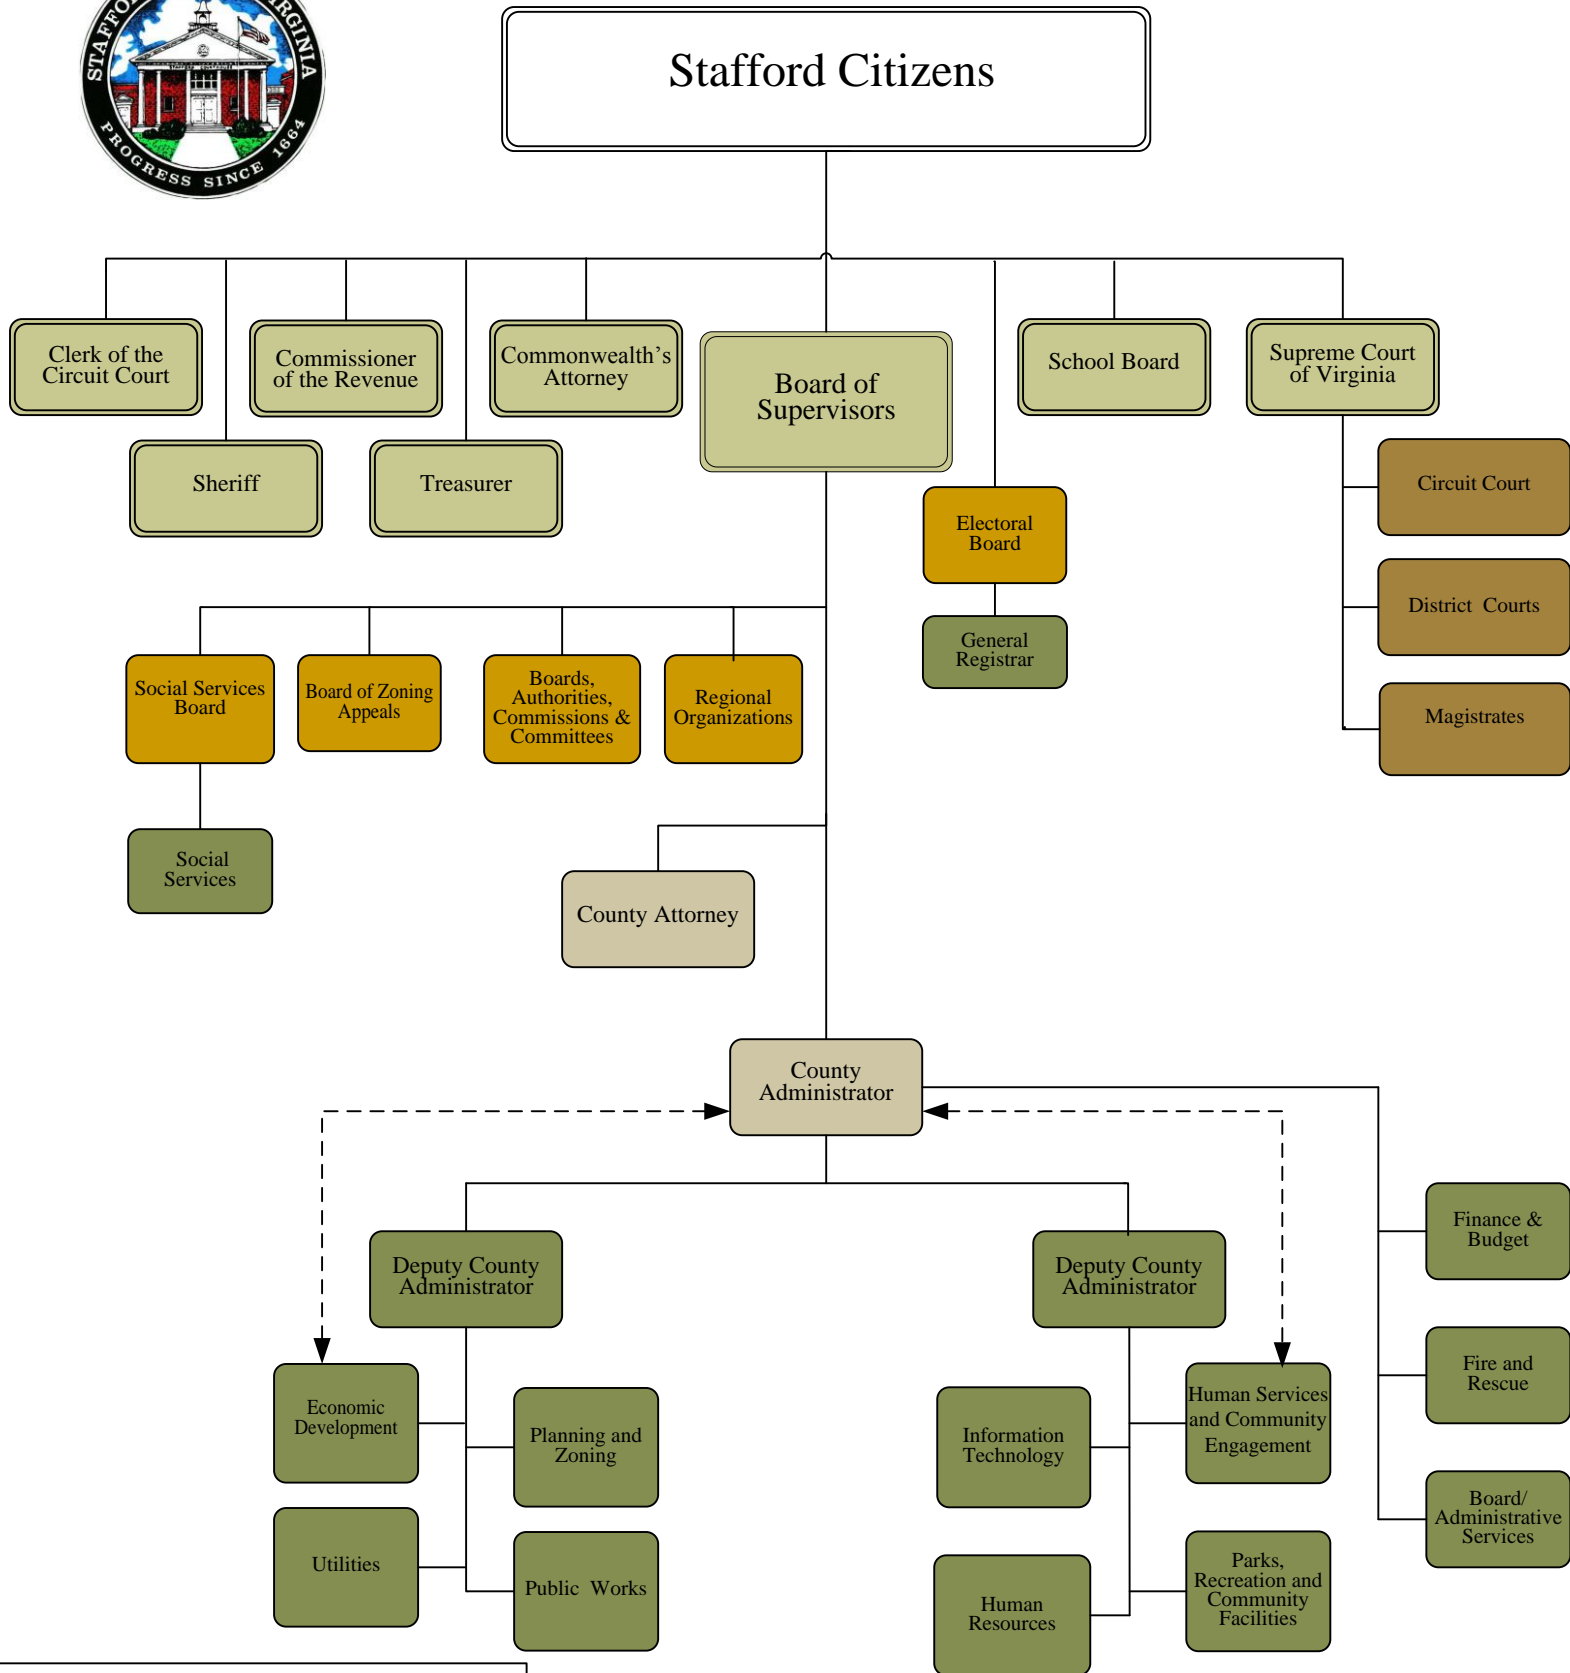 STAFFO
RGINIA
STAFFORD COURTHOUSE
PROGRESS SINCE 1664
Stafford Citizens
Clerk of the
Circuit Court
Commissioner
of the Revenue
Commonwealth’s
Attorney
Board of
Supervisors
School Board
Supreme Court
of Virginia
Sheriff
Treasurer
Circuit Court
Electoral
Board
District Courts
General
Registrar
Social Services
Board
Board of Zoning
Appeals
Boards,
Authorities,
Commissions &
Committees
Regional
Organizations
Magistrates
Social
Services
County Attorney
County
Administrator
Deputy County
Administrator
Deputy County
Administrator
Finance &
Budget
Fire and
Rescue
Board/
Administrative
Services
Economic
Development
Planning and
Zoning
Utilities
Public Works
Information
Technology
Human Services
and Community
Engagement
Human
Resources
Parks,
Recreation and
Community
Facilities